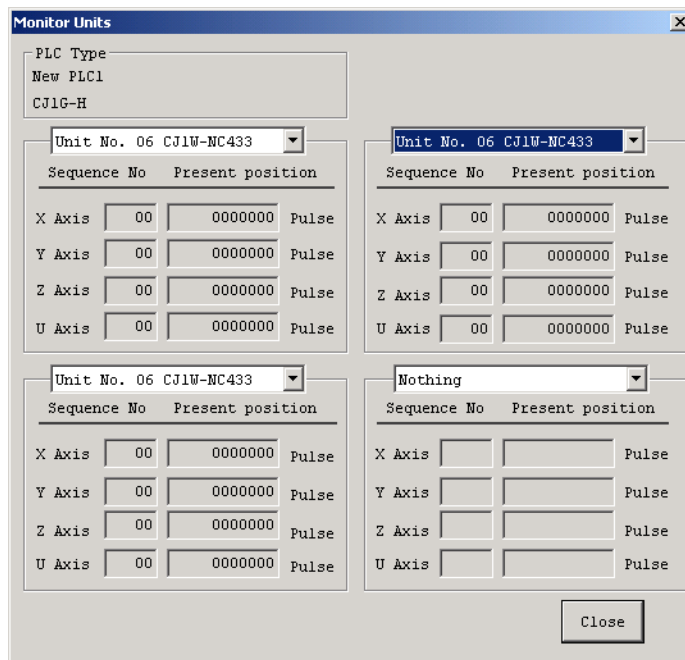 Monitor Units
PLC Type
New PLC1
CJ1G-H
Unit No. 06 CJ1W-NC433
Sequence No Present position
X Axis 00 0000000 Pulse
Y Axis 00 0000000 Pulse
Z Axis 00 0000000 Pulse
U Axis 00 0000000 Pulse
Unit No. 06 CJ1W-NC433
Sequence No Present position
X Axis 00 0000000 Pulse
Y Axis 00 0000000 Pulse
Z Axis 00 0000000 Pulse
U Axis 00 0000000 Pulse
Unit No. 06 CJ1W-NC433
Sequence No Present position
X Axis 00 0000000 Pulse
Y Axis 00 0000000 Pulse
Z Axis 00 0000000 Pulse
U Axis 00 0000000 Pulse
Nothing
Sequence No Present position
X Axis Pulse
Y Axis Pulse
Z Axis Pulse
U Axis Pulse
Close